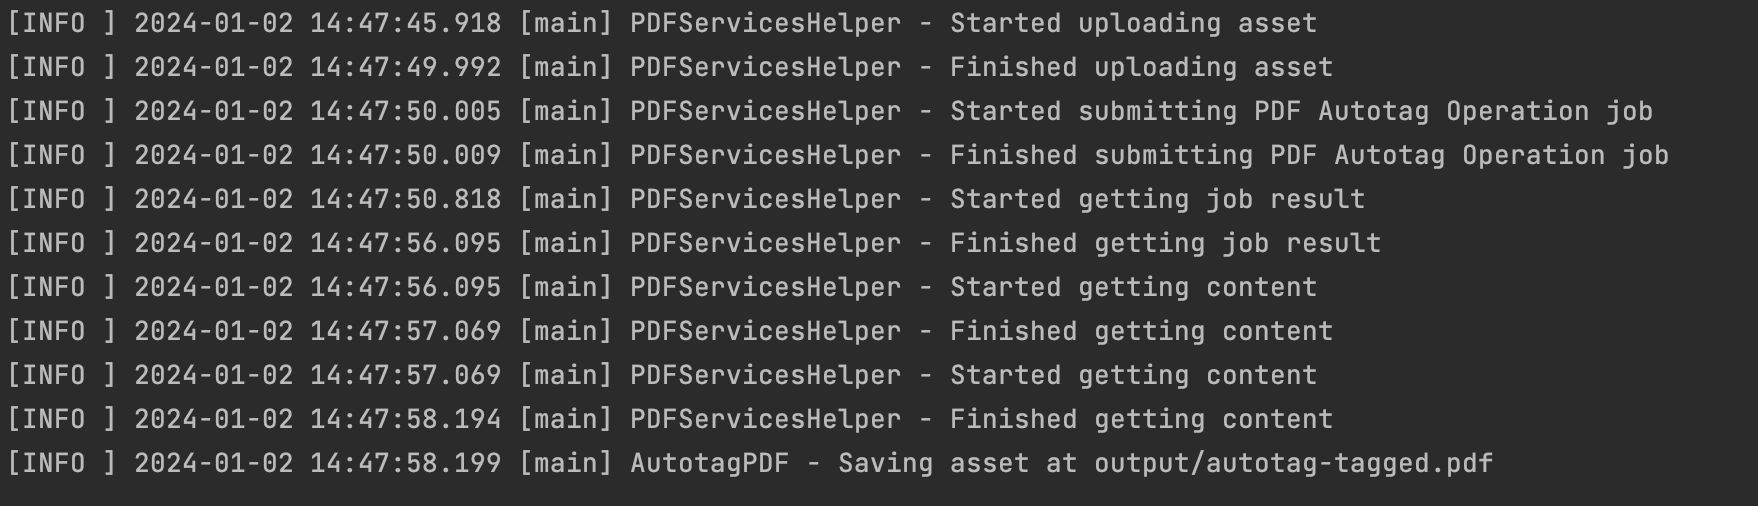 [INFO ] 2024-01-02 14:47:45.918 [main] PDFServicesHelper - Started uploading asset
[INFO ] 2024-01-02 14:47:49.992 [main] PDFServicesHelper - Finished uploading asset
[INFO ] 2024-01-02 14:47:50.005 [main] PDFServicesHelper - Started submitting PDF Autotag Operation job
[INFO ] 2024-01-02 14:47:50.009 [main] PDFServicesHelper - Finished submitting PDF Autotag Operation job
[INFO ] 2024-01-02 14:47:50.818 [main] PDFServicesHelper - Started getting job result
[INFO ] 2024-01-02 14:47:56.095 [main] PDFServicesHelper - Finished getting job result
[INFO ] 2024-01-02 14:47:56.095 [main] PDFServicesHelper - Started getting content
[INFO ] 2024-01-02 14:47:57.069 [main] PDFServicesHelper - Finished getting content
[INFO ] 2024-01-02 14:47:57.069 [main] PDFServicesHelper - Started getting content
[INFO ] 2024-01-02 14:47:58.194 [main] PDFServicesHelper - Finished getting content
[INFO ] 2024-01-02 14:47:58.199 [main] AutotagPDF - Saving asset at output/autotag-tagged.pdf